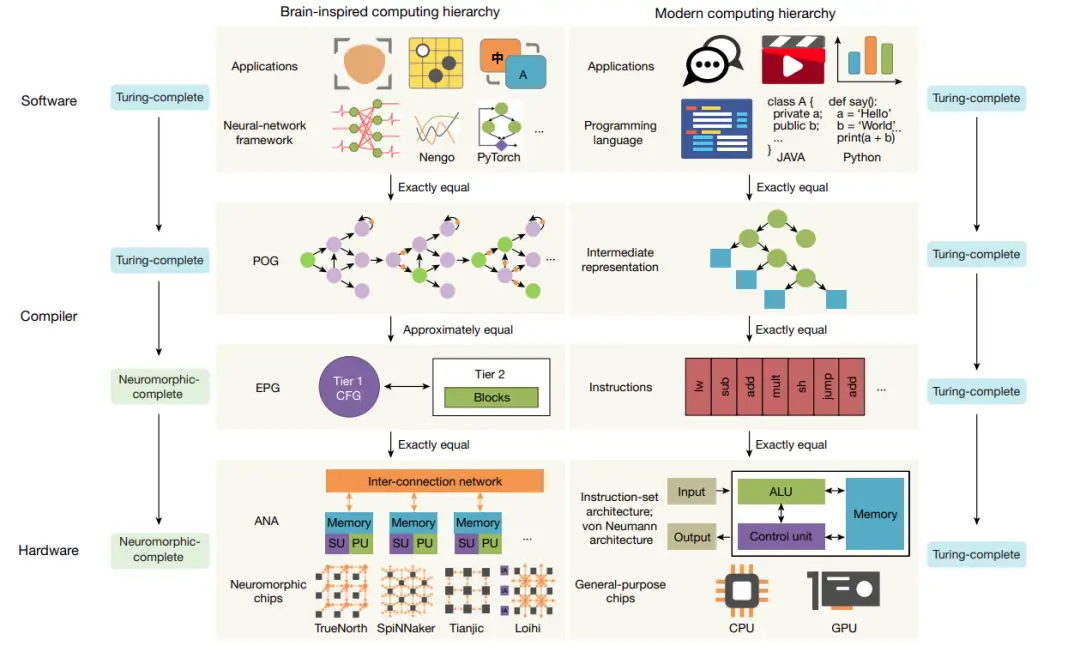 Brain-inspired computing hierarchy
Modern computing hierarchy
Software
Turing-complete
Applications
中
A
Neural-network
framework
Nengo
PyTorch
...
Applications
Programming
language
class A {
private a;
public b;
...
}
JAVA
def say():
a = ‘Hello’
b = ‘World’...
print(a + b)
Python
Turing-complete
Exactly equal
Exactly equal
Turing-complete
POG
...
Intermediate
representation
Turing-complete
Compiler
Approximately equal
Exactly equal
Neuromorphic-
complete
EPG
Tier 1
CFG
Tier 2
Blocks
Instructions
lw
sub
add
mult
sh
jump
add
...
Turing-complete
Exactly equal
Exactly equal
Hardware
Neuromorphic-
complete
ANA
Inter-connection network
Memory
SU PU
Memory
SU PU
Memory
SU PU
...
Neuromorphic
chips
TrueNorth
SpiNNaker
Tianjic
Loihi
Instruction-set
architecture;
von Neumann
architecture
Input
Output
ALU
Control unit
Memory
General-purpose
chips
CPU
GPU
Turing-complete